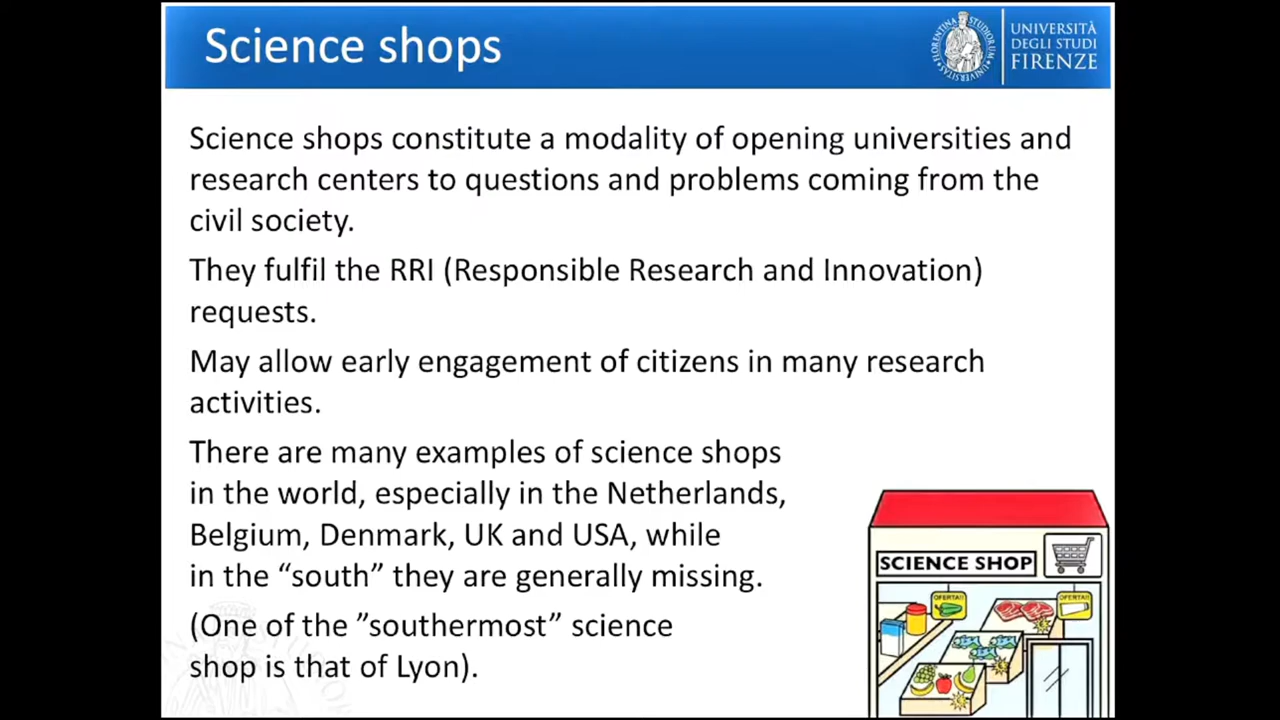 Science shops
UNIVERSITÀ
DEGLI STUDI
FIRENZE
Science shops constitute a modality of opening universities and
research centers to questions and problems coming from the
civil society.
They fulfil the RRI (Responsible Research and Innovation)
requests.
May allow early engagement of citizens in many research
activities.
There are many examples of science shops
in the world, especially in the Netherlands,
Belgium, Denmark, UK and USA, while
in the “south” they are generally missing.
(One of the ”southermost” science
shop is that of Lyon).
SCIENCE SHOP
OFERTA!!
OFERTA!!